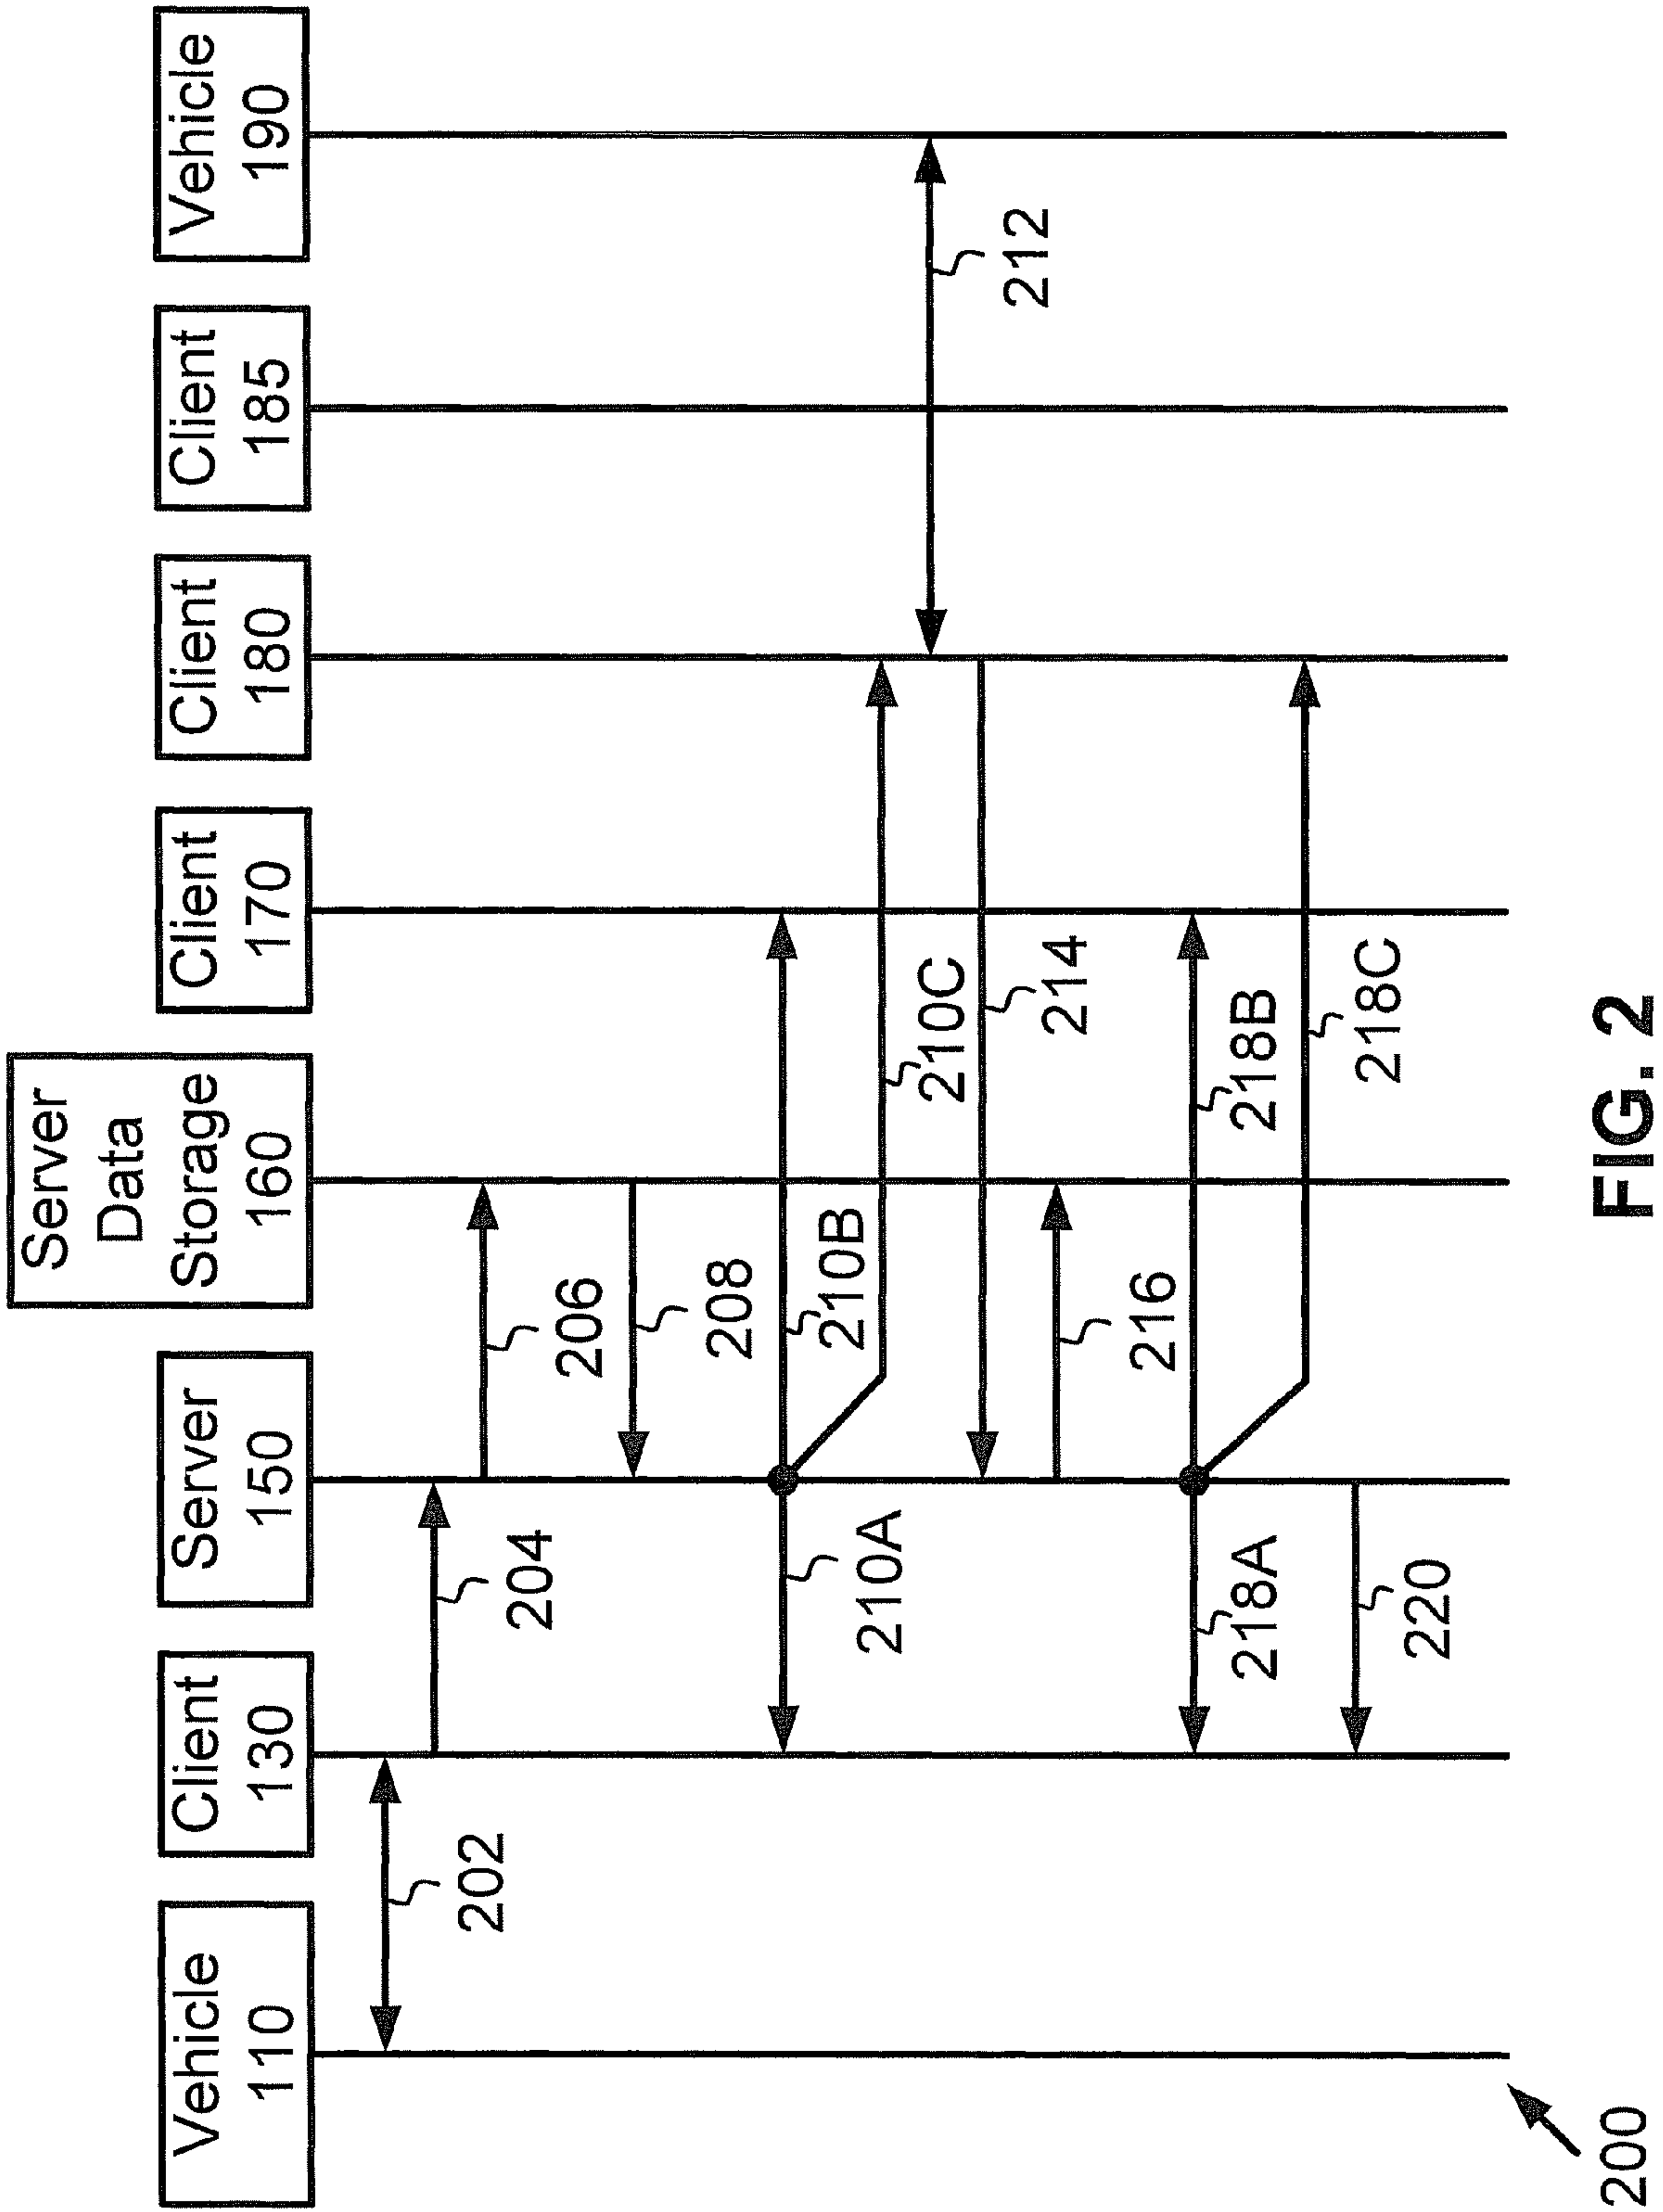 Vehicle
110
Client
130
Server
150
Server
Data
Storage
160
Client
170
Client
180
Client
185
Vehicle
190
202
204
206
208
210A
210B
210C
212
214
216
218A
218B
218C
220
200
FIG. 2